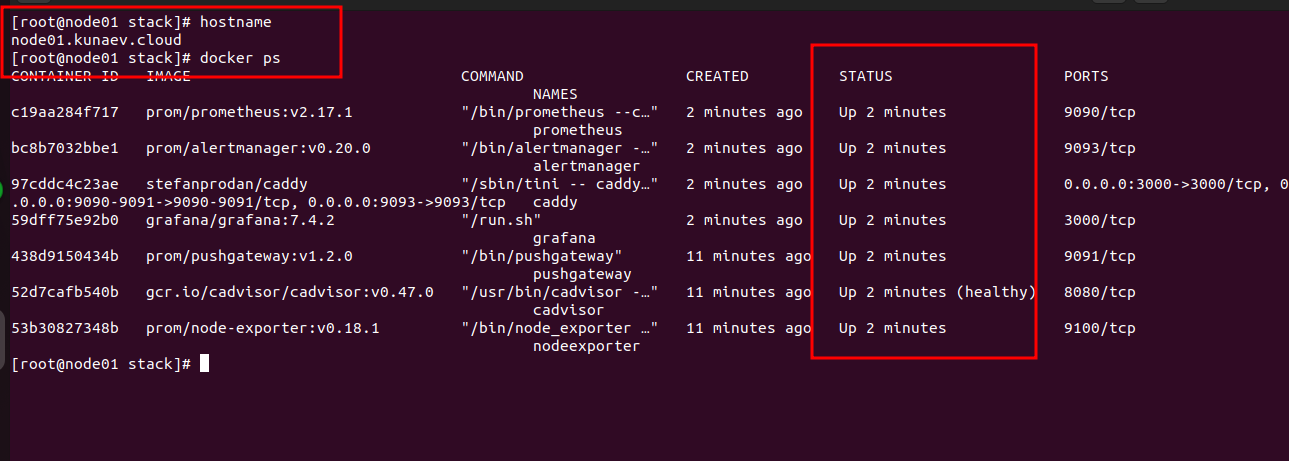 [root@node01 stack]# hostname
node01.kunaev.cloud
[root@node01 stack]# docker ps
CONTAINER ID   IMAGE                              COMMAND                  CREATED          STATUS                   PORTS
                                                          NAMES
c19aa284f717   prom/prometheus:v2.17.1            "/bin/prometheus --c…"   2 minutes ago    Up 2 minutes             9090/tcp
                                                          prometheus
bc8b7032bbe1   prom/alertmanager:v0.20.0          "/bin/alertmanager -…"   2 minutes ago    Up 2 minutes             9093/tcp
                                                          alertmanager
97cddc4c23ae   stefanprodan/caddy                 "/sbin/tini -- caddy…"   2 minutes ago    Up 2 minutes             0.0.0.0:3000->3000/tcp, 0
.0.0.0:9090-9091->9090-9091/tcp, 0.0.0.0:9093->9093/tcp   caddy
59dff75e92b0   grafana/grafana:7.4.2              "/run.sh"                2 minutes ago    Up 2 minutes             3000/tcp
                                                          grafana
438d9150434b   prom/pushgateway:v1.2.0            "/bin/pushgateway"       11 minutes ago   Up 2 minutes             9091/tcp
                                                          pushgateway
52d7cafb540b   gcr.io/cadvisor/cadvisor:v0.47.0   "/usr/bin/cadvisor -…"   11 minutes ago   Up 2 minutes (healthy)   8080/tcp
                                                          cadvisor
53b30827348b   prom/node-exporter:v0.18.1         "/bin/node_exporter …"   11 minutes ago   Up 2 minutes             9100/tcp
                                                          nodeexporter
[root@node01 stack]#